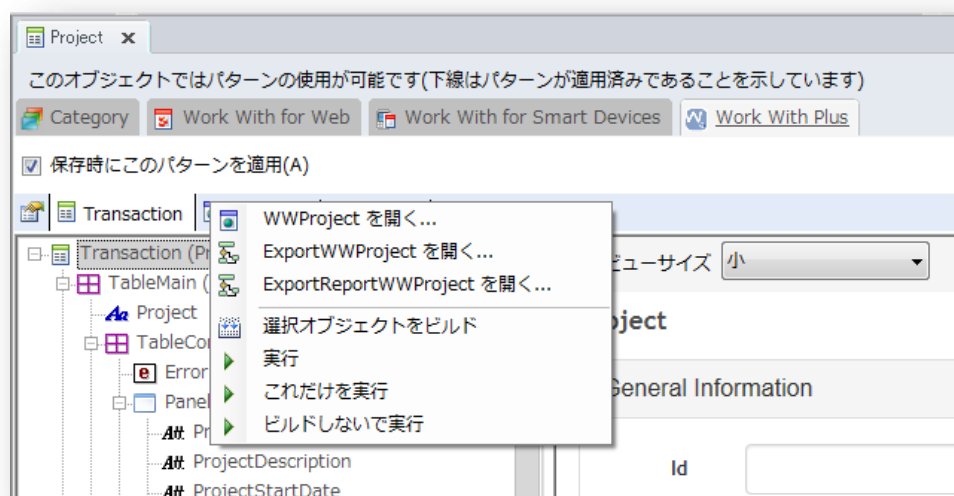 Project
このオブジェクトではパターンの使用が可能です(下線はパターンが適用済みであることを示しています)
Category Work With for Web Work With for Smart Devices Work With Plus
保存時にこのパターンを適用(A)
Transaction
WWProject を開く...
ExportWWProject を開く...
ExportReportWWProject を開く...
選択オブジェクトをビルド
実行
これだけを実行
ビルドしないで実行
Transaction
TableMain (
Project
Error
ProjectDescription
ProjectStartDate
ビューサイズ 小
General Information
Id